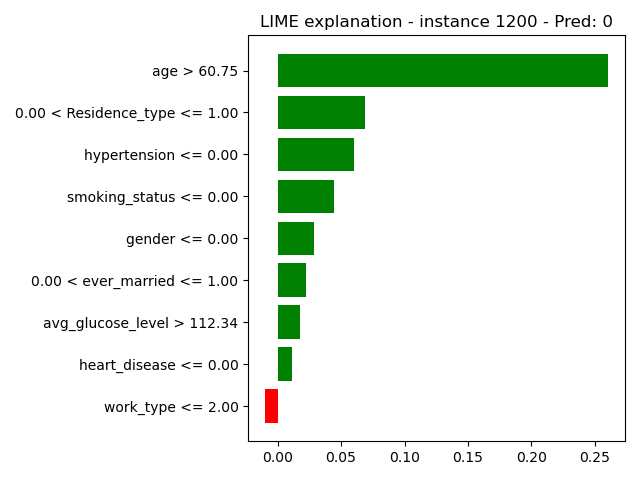 LIME explanation - instance 1200 - Pred: 0
age > 60.75
0.00 < Residence_type <= 1.00
hypertension <= 0.00
smoking_status <= 0.00
gender <= 0.00
0.00 < ever_married <= 1.00
avg_glucose_level > 112.34
heart_disease <= 0.00
work_type <= 2.00
0.00 0.05 0.10 0.15 0.20 0.25